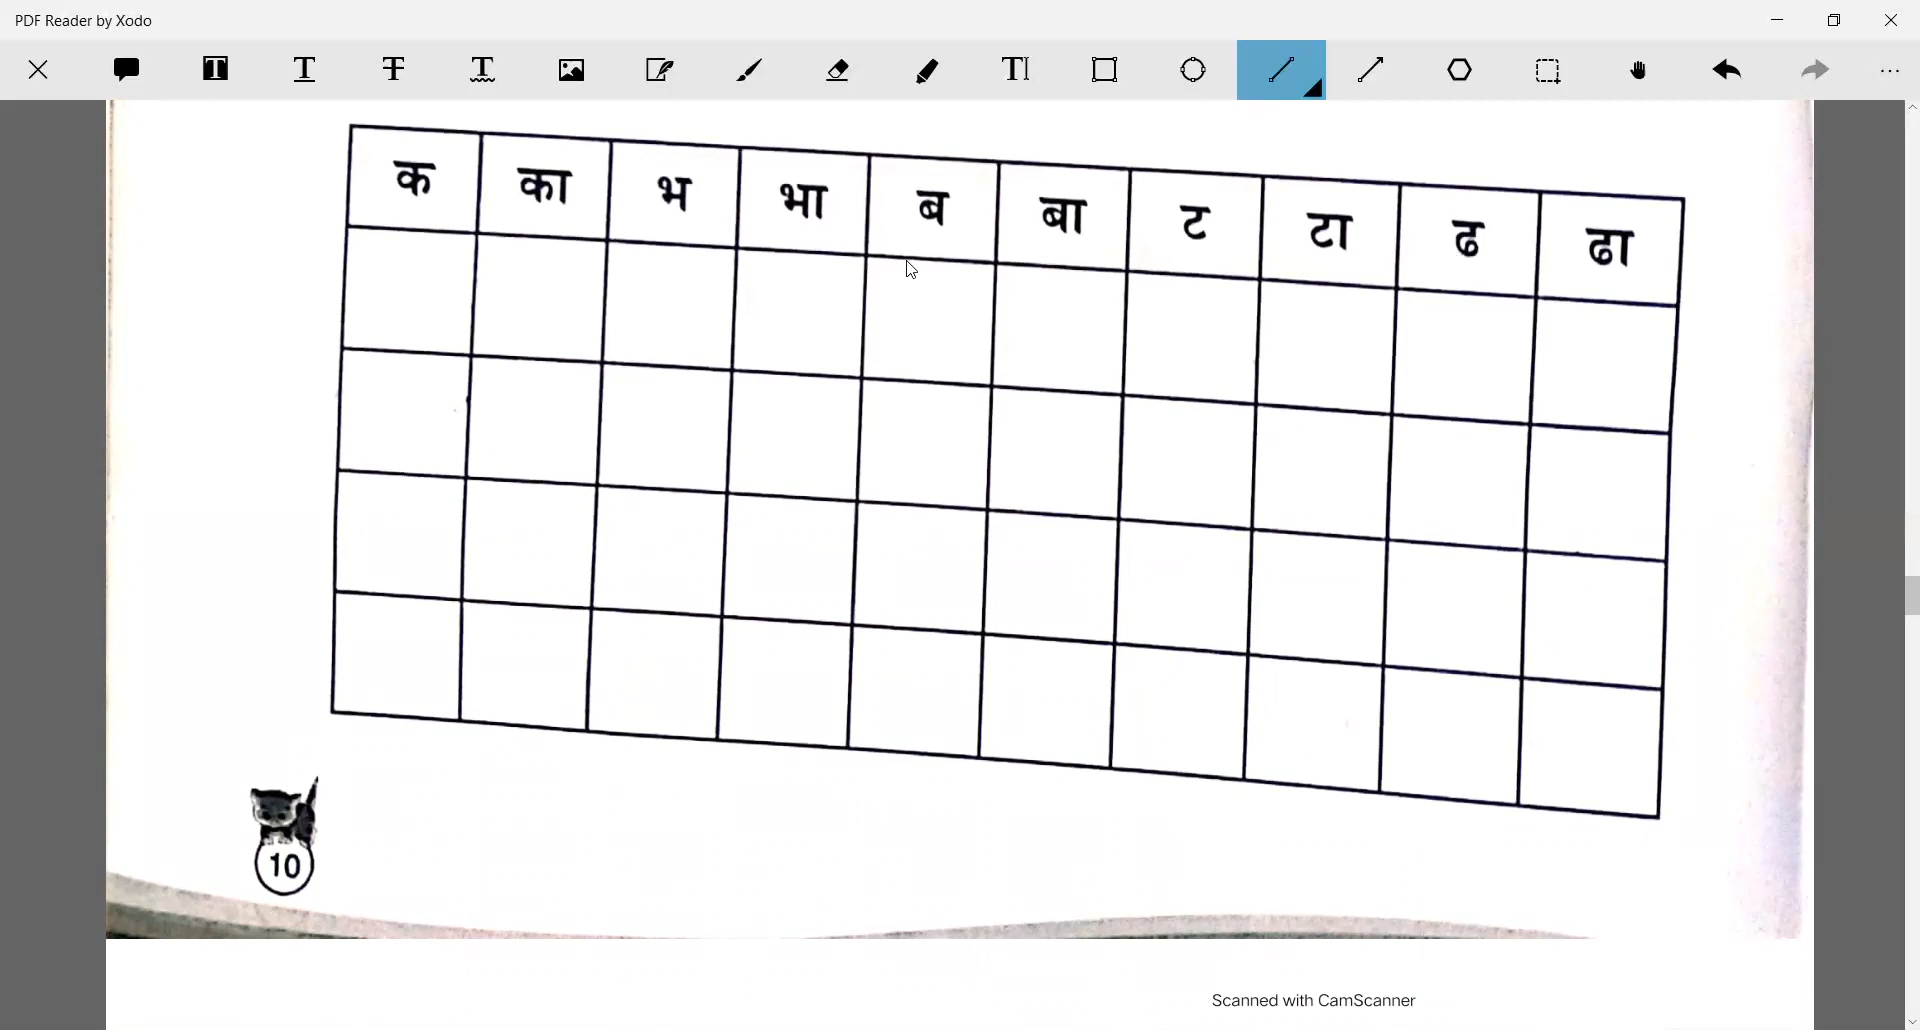 PDF Reader by Xodo
क का भ भा ब बा ट टा ढ ढा
10
Scanned with CamScanner